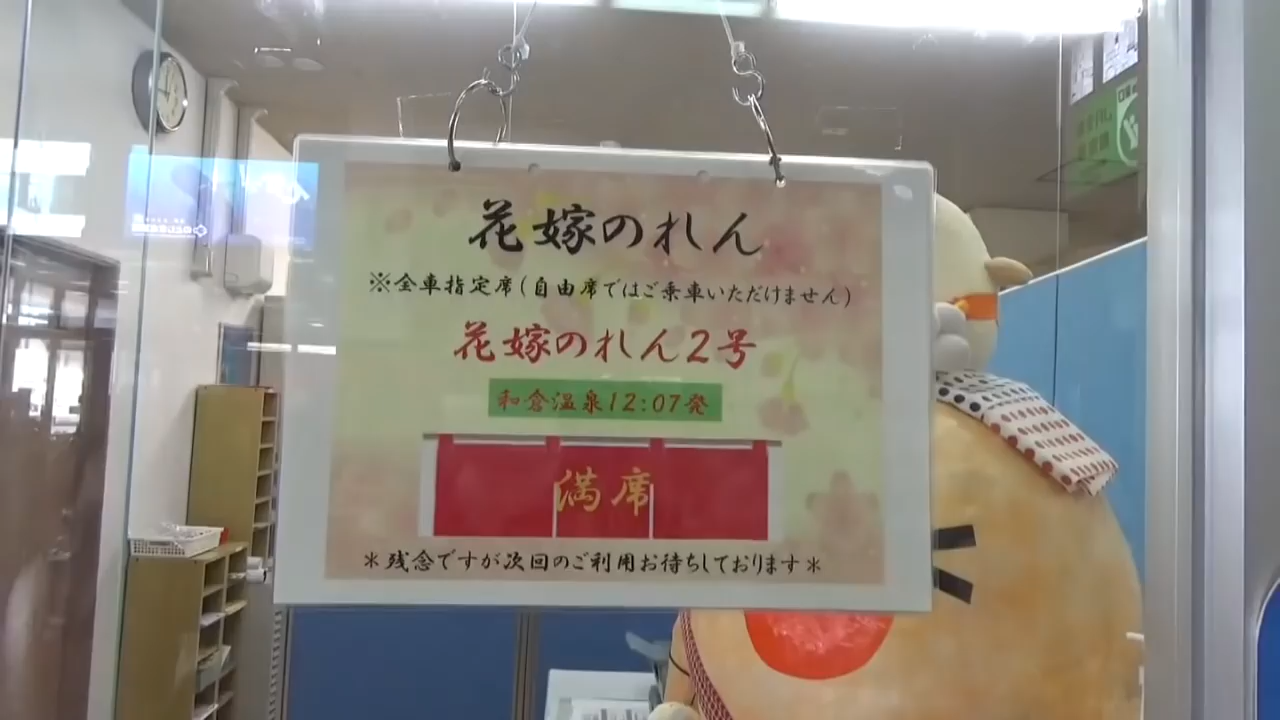 花嫁のれん
※全車指定席(自由席ではご乗車いただけません)
花嫁のれん2号
和倉温泉12:07発
満席
＊残念ですが次回のご利用お待ちしております＊